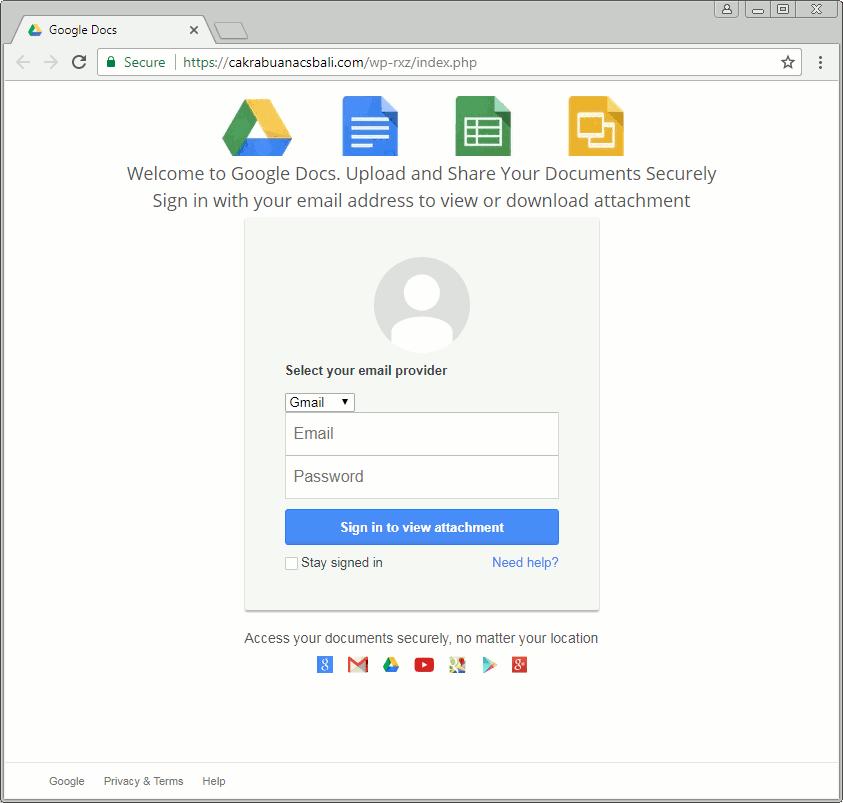 Google Docs
Secure https://cakrabuanacsbali.com/wp-rxz/index.php
Welcome to Google Docs. Upload and Share Your Documents Securely
Sign in with your email address to view or download attachment
Select your email provider
Gmail
Email
Password
Sign in to view attachment
Stay signed in Need help?
Access your documents securely, no matter your location
8 g+
Google Privacy & Terms Help